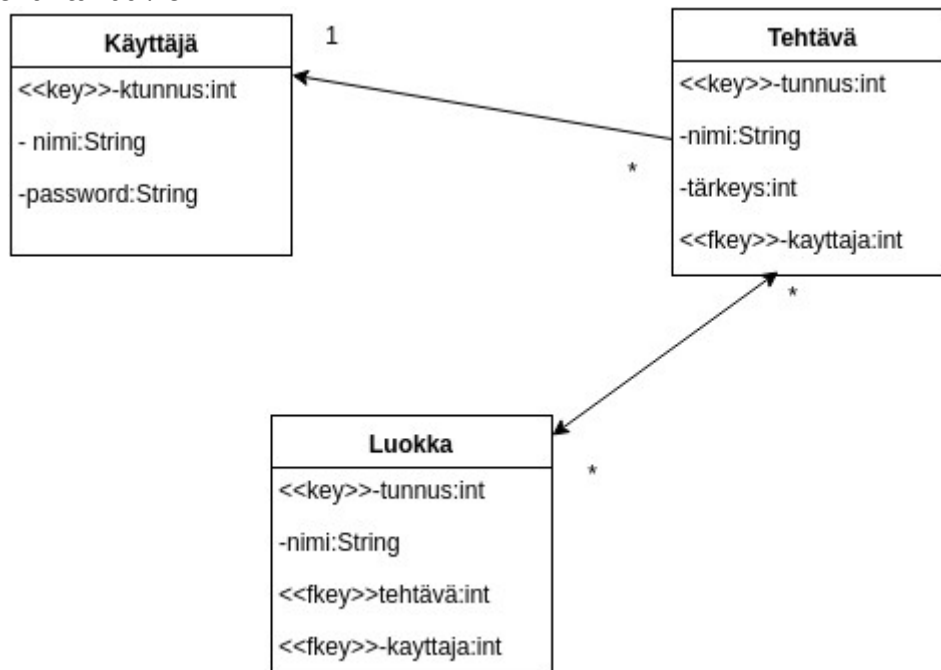 Käyttäjä
<<key>>-ktunnus:int
- nimi:String
-password:String
1
*
Tehtävä
<<key>>-tunnus:int
-nimi:String
-tärkeys:int
<<fkey>>-kayttaja:int
*
*
Luokka
<<key>>-tunnus:int
-nimi:String
<<fkey>>tehtävä:int
<<fkey>>-kayttaja:int